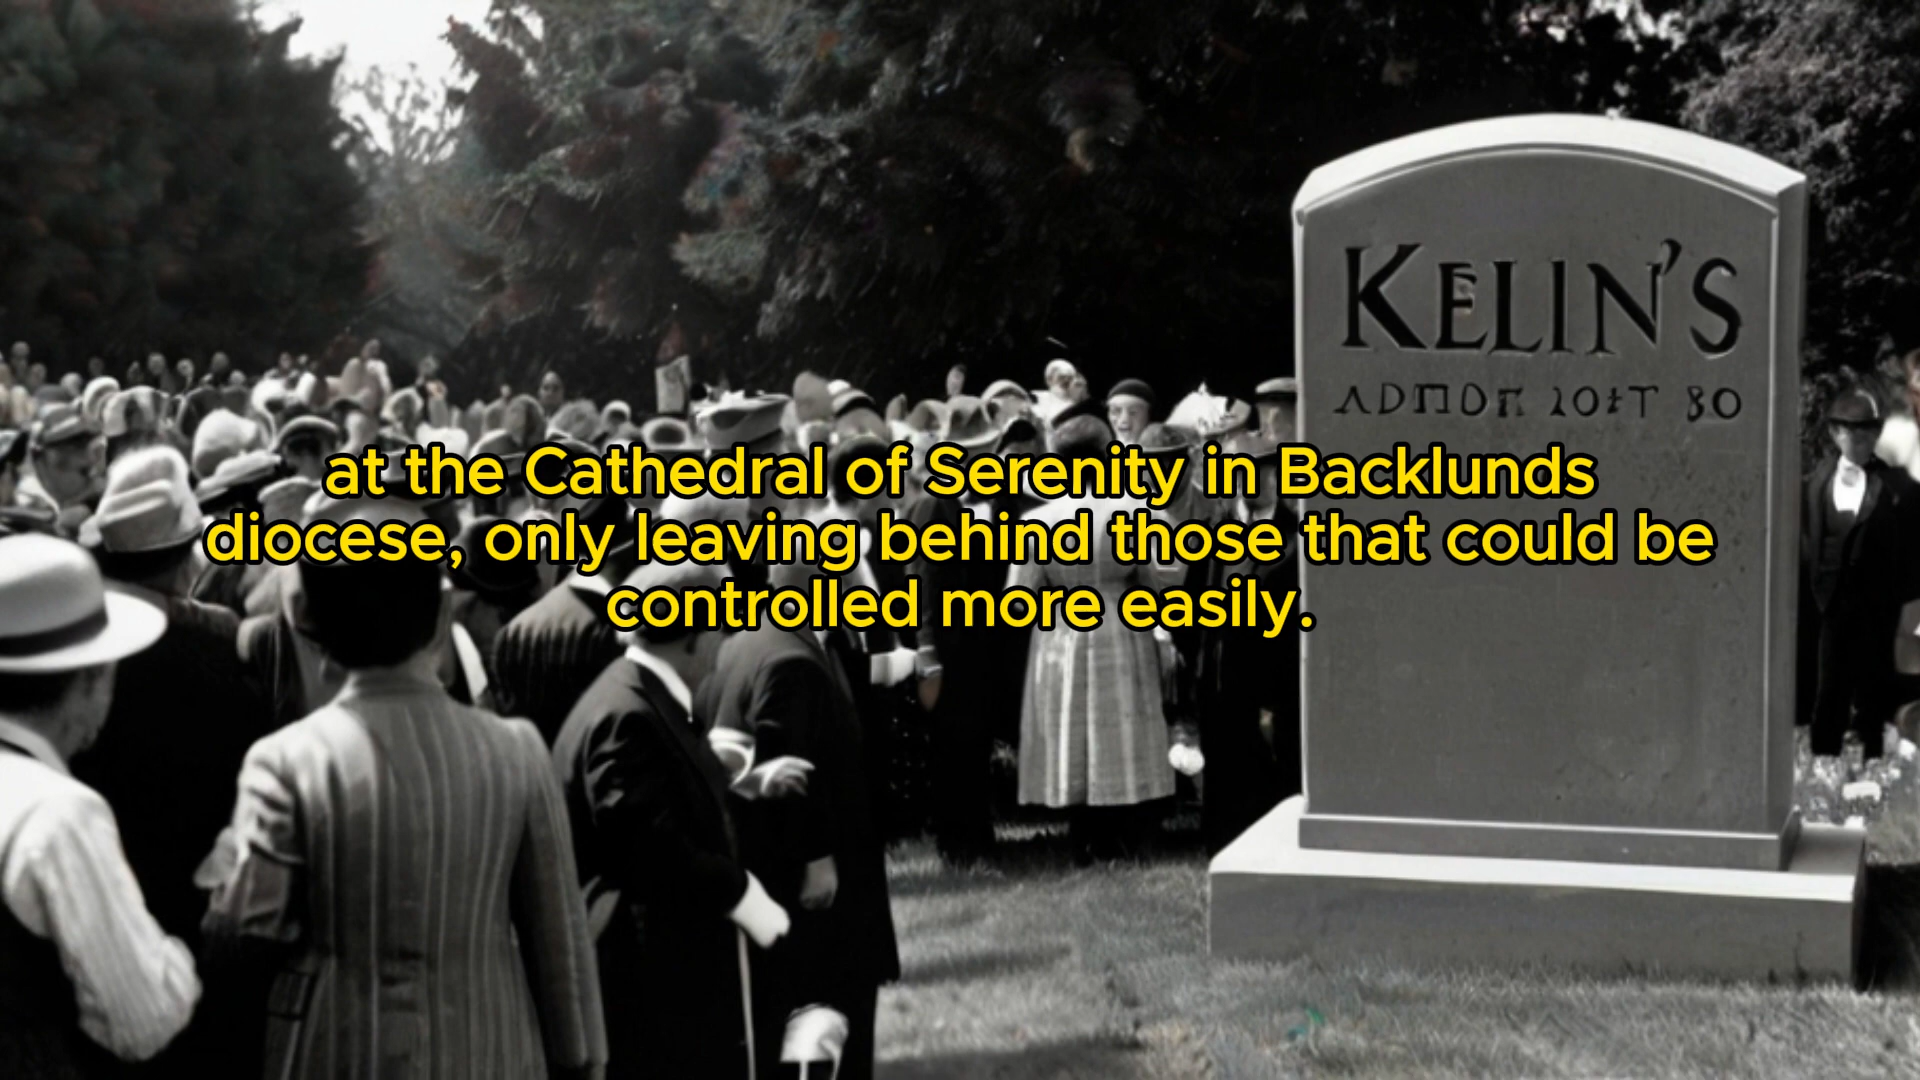 KELIN'S
at the Cathedral of Serenity in Backlunds
diocese, only leaving behind those that could be
controlled more easily.